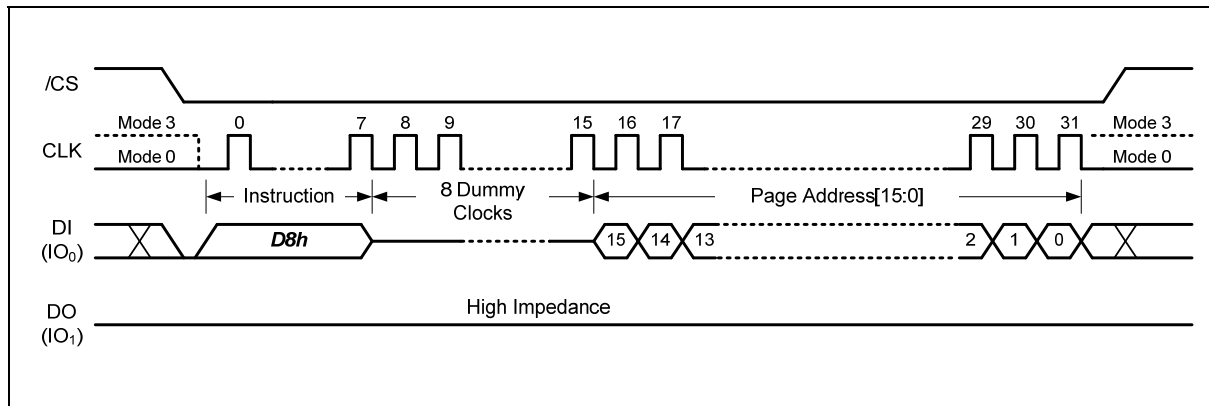 /CS
Mode 3 0 7 8 9 15 16 17 29 30 31 Mode 3
CLK
Mode 0 Mode 0
Instruction 8 Dummy Clocks Page Address[15:0]
DI
(IO₀)
D8h 15 14 13 2 1 0
High Impedance
DO
(IO₁)